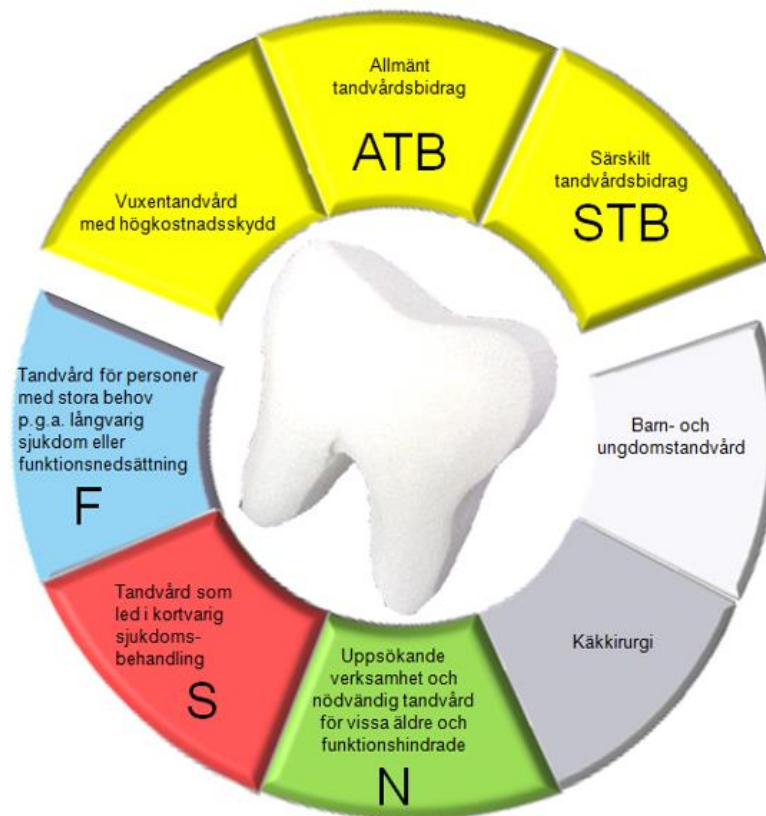 Allmänt
tandvårdsbidrag
ATB
Särskilt
tandvårdsbidrag
STB
Vuxentandvård
med högkostnadsskydd
Tandvård för personer
med stora behov
p.g.a. långvarig
sjukdom eller
funktionsnedsättning
F
Barn- och
ungdomstandvård
Tandvård som
led i kortvarig
sjukdoms-
behandling
S
Käkkirurgi
Uppsökande
verksamhet och
nödvändig tandvård
för vissa äldre och
funktionshindrade
N